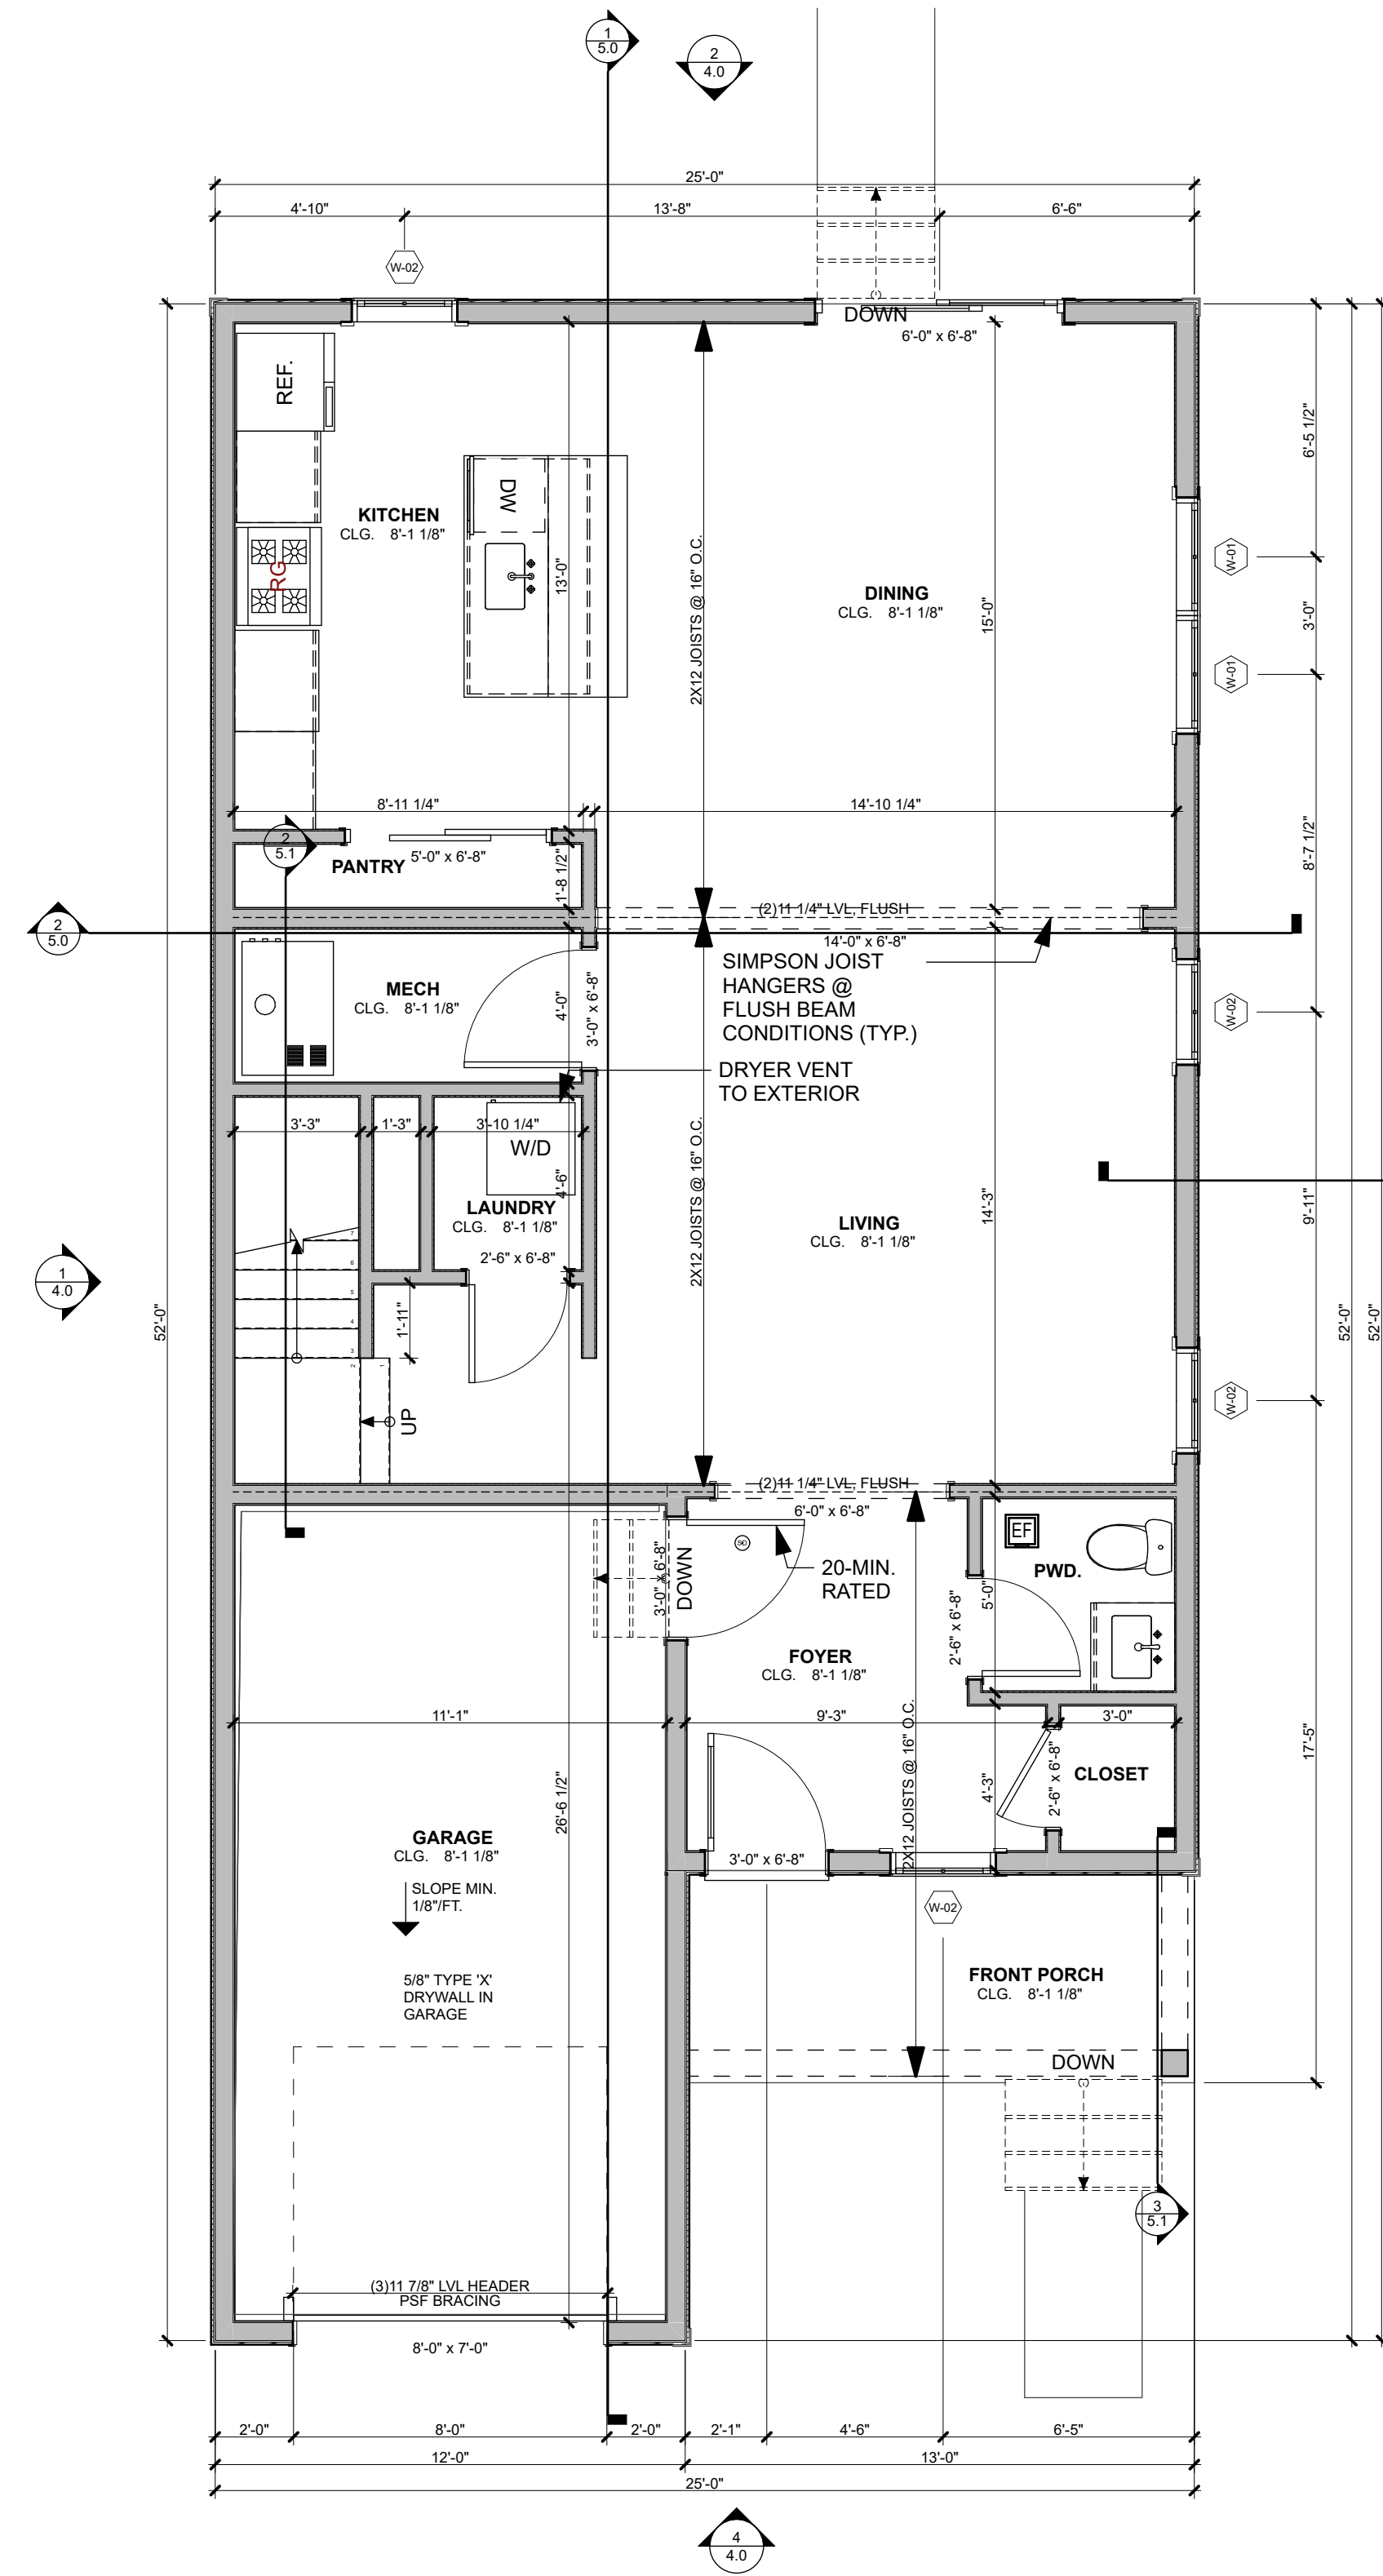 1
5.0
2
4.0
25'-0"
4'-10"
13'-8"
6'-6"
W-02
DOWN
6'-0" x 6'-8"
REF.
6'-5 1/2"
DW
KITCHEN
CLG. 8'-1 1/8"
RG
13'-0"
2X12 JOISTS @ 16" O.C.
DINING
CLG. 8'-1 1/8"
15'-0"
W-01
3'-0"
W-01
8'-11 1/4"
14'-10 1/4"
8'-7 1/2"
2
5.1
PANTRY
5'-0" x 6'-8"
1'-8 1/2"
(2)11 1/4" LVL, FLUSH
14'-0" x 6'-8"
2
5.0
SIMPSON JOIST
HANGERS @
FLUSH BEAM
CONDITIONS (TYP.)
MECH
CLG. 8'-1 1/8"
4'-0"
3'-0" x 6'-8"
W-02
DRYER VENT
TO EXTERIOR
3'-3"
1'-3"
3'-10 1/4"
W/D
4'-6"
2X12 JOISTS @ 16" O.C.
LAUNDRY
CLG. 8'-1 1/8"
2'-6" x 6'-8"
LIVING
CLG. 8'-1 1/8"
14'-3"
9'-11"
1
4.0
7
6
5
4
3
2
1
1'-11"
52'-0"
52'-0"
52'-0"
UP
W-02
(2)11 1/4" LVL, FLUSH
6'-0" x 6'-8"
SD
EF
PWD.
20-MIN.
RATED
DOWN
3'-0" x 6'-8"
2'-6" x 6'-8"
5'-0"
FOYER
CLG. 8'-1 1/8"
11'-1"
9'-3"
3'-0"
2X12 JOISTS @ 16" O.C.
17'-5"
CLOSET
2'-6" x 6'-8"
4'-3"
26'-6 1/2"
GARAGE
CLG. 8'-1 1/8"
3'-0" x 6'-8"
SLOPE MIN.
1/8"/FT.
W-02
5/8" TYPE 'X'
DRYWALL IN
GARAGE
FRONT PORCH
CLG. 8'-1 1/8"
DOWN
3
5.1
(3)11 7/8" LVL HEADER
PSF BRACING
8'-0" x 7'-0"
2'-0"
8'-0"
2'-0"
2'-1"
4'-6"
6'-5"
12'-0"
13'-0"
25'-0"
4
4.0